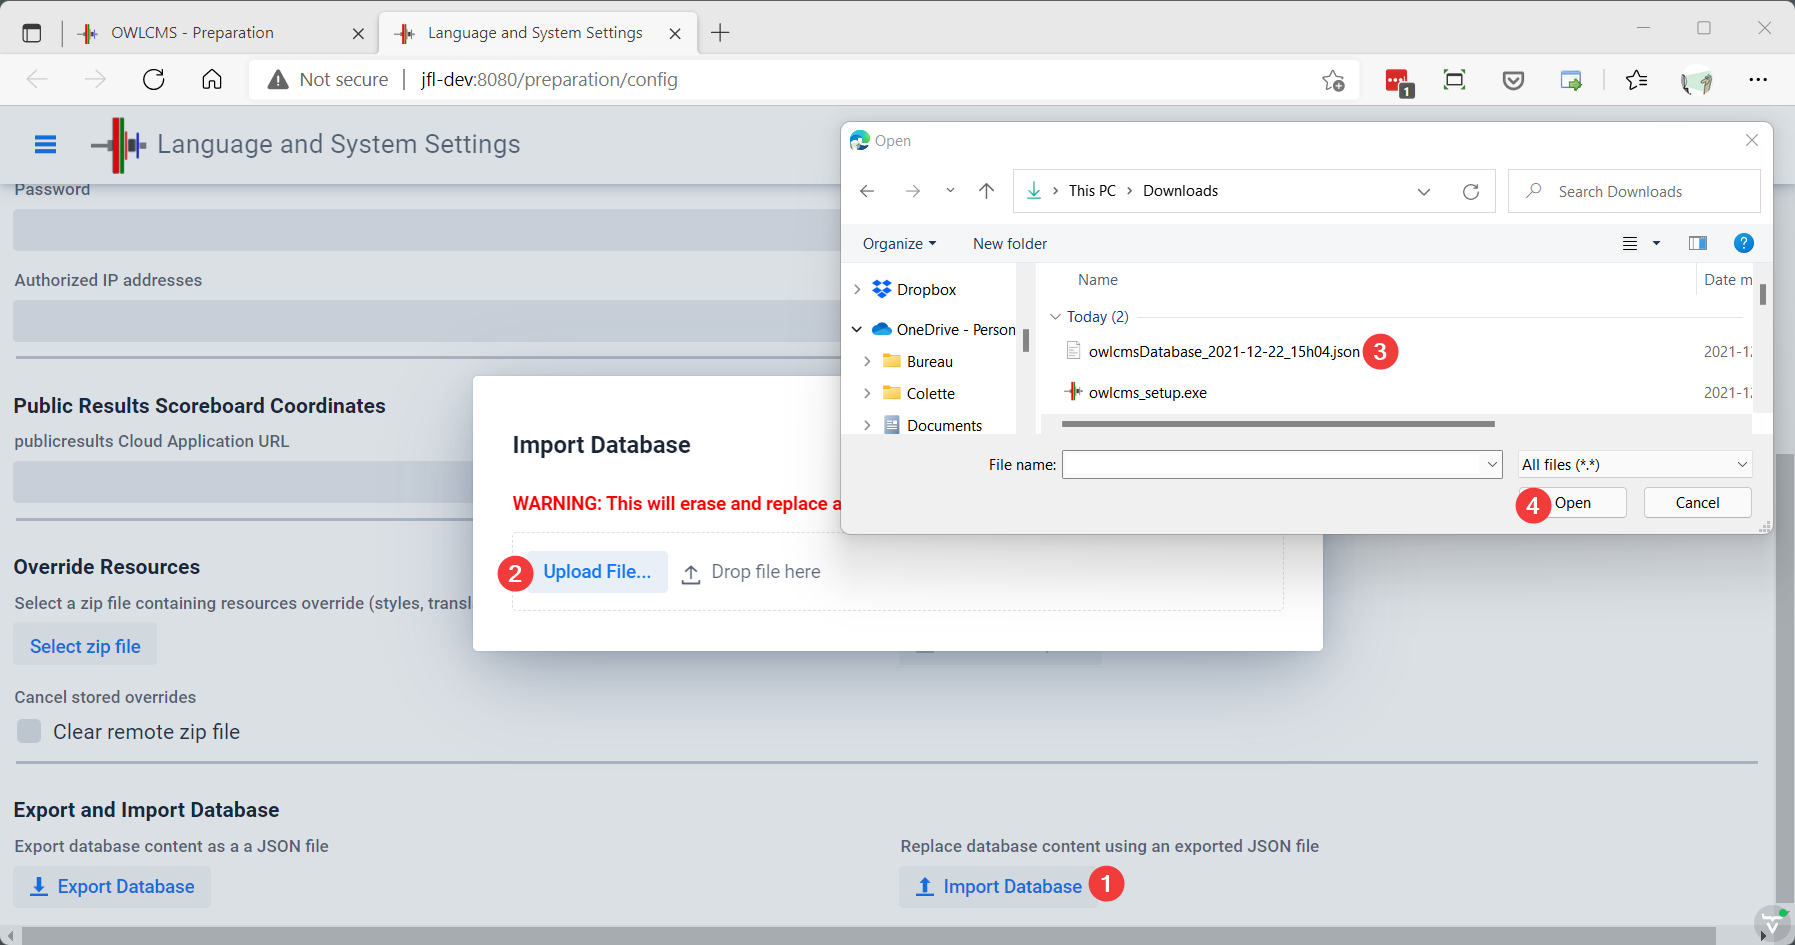 OWLCMS - Preparation
Language and System Settings
Not secure
jfl-dev:8080/preparation/config
1
Language and System Settings
Password
Authorized IP addresses
Public Results Scoreboard Coordinates
publicresults Cloud Application URL
Override Resources
Select a zip file containing resources override (styles, transl
Select zip file
Cancel stored overrides
Clear remote zip file
Export and Import Database
Export database content as a a JSON file
Export Database
Replace database content using an exported JSON file
Import Database
1
Import Database
WARNING: This will erase and replace a
2
Upload File...
Drop file here
Open
This PC
Downloads
Search Downloads
Organize
New folder
?
Dropbox
OneDrive - Person
Bureau
Colette
Documents
Name
Date m
Today (2)
owlcmsDatabase_2021-12-22_15h04.json
3
2021-12
owlcms_setup.exe
2021-12
File name:
All files (*.*)
4
Open
Cancel